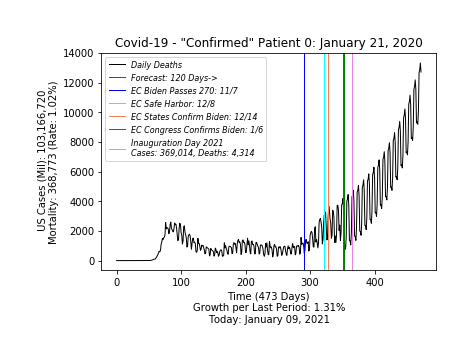 Covid-19 - "Confirmed" Patient 0: January 21, 2020
14000
12000
10000
8000
6000
4000
2000
0
US Cases (Mil): 103,166,720
Mortality: 368,773 (Rate: 1.02%)
Daily Deaths
Forecast: 120 Days->
EC Biden Passes 270: 11/7
EC Safe Harbor: 12/8
EC States Confirm Biden: 12/14
EC Congress Confirms Biden: 1/6
Inauguration Day 2021
Cases: 369,014, Deaths: 4,314
0
100
200
300
400
Time (473 Days)
Growth per Last Period: 1.31%
Today: January 09, 2021